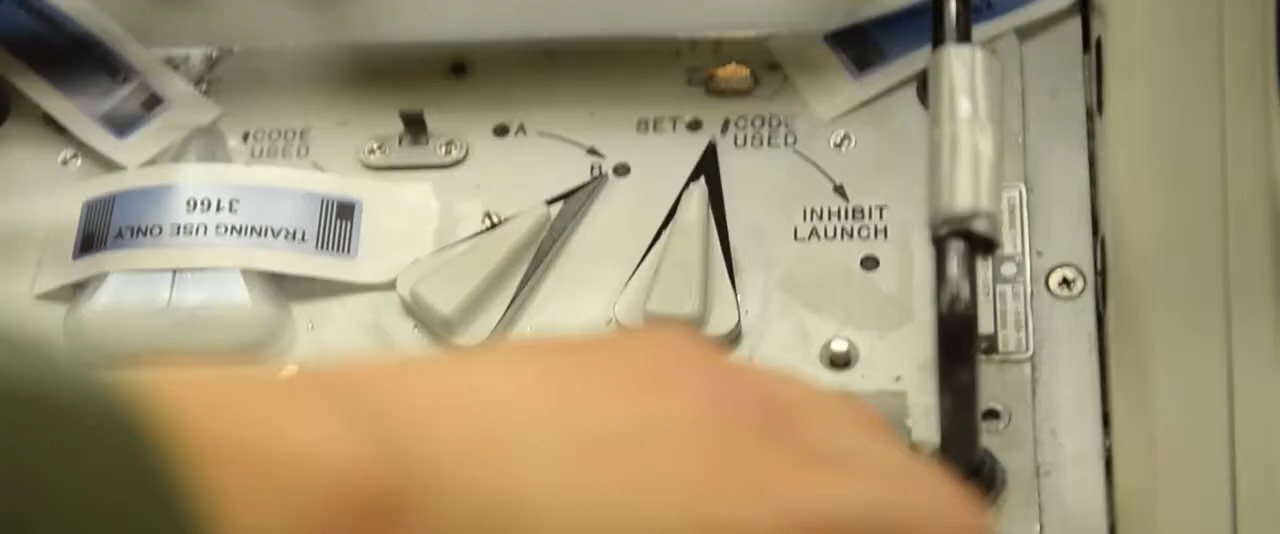 #CODE
USED
A
B
SET
#CODE
USED
INHIBIT
LAUNCH
TRAINING USE ONLY
3166